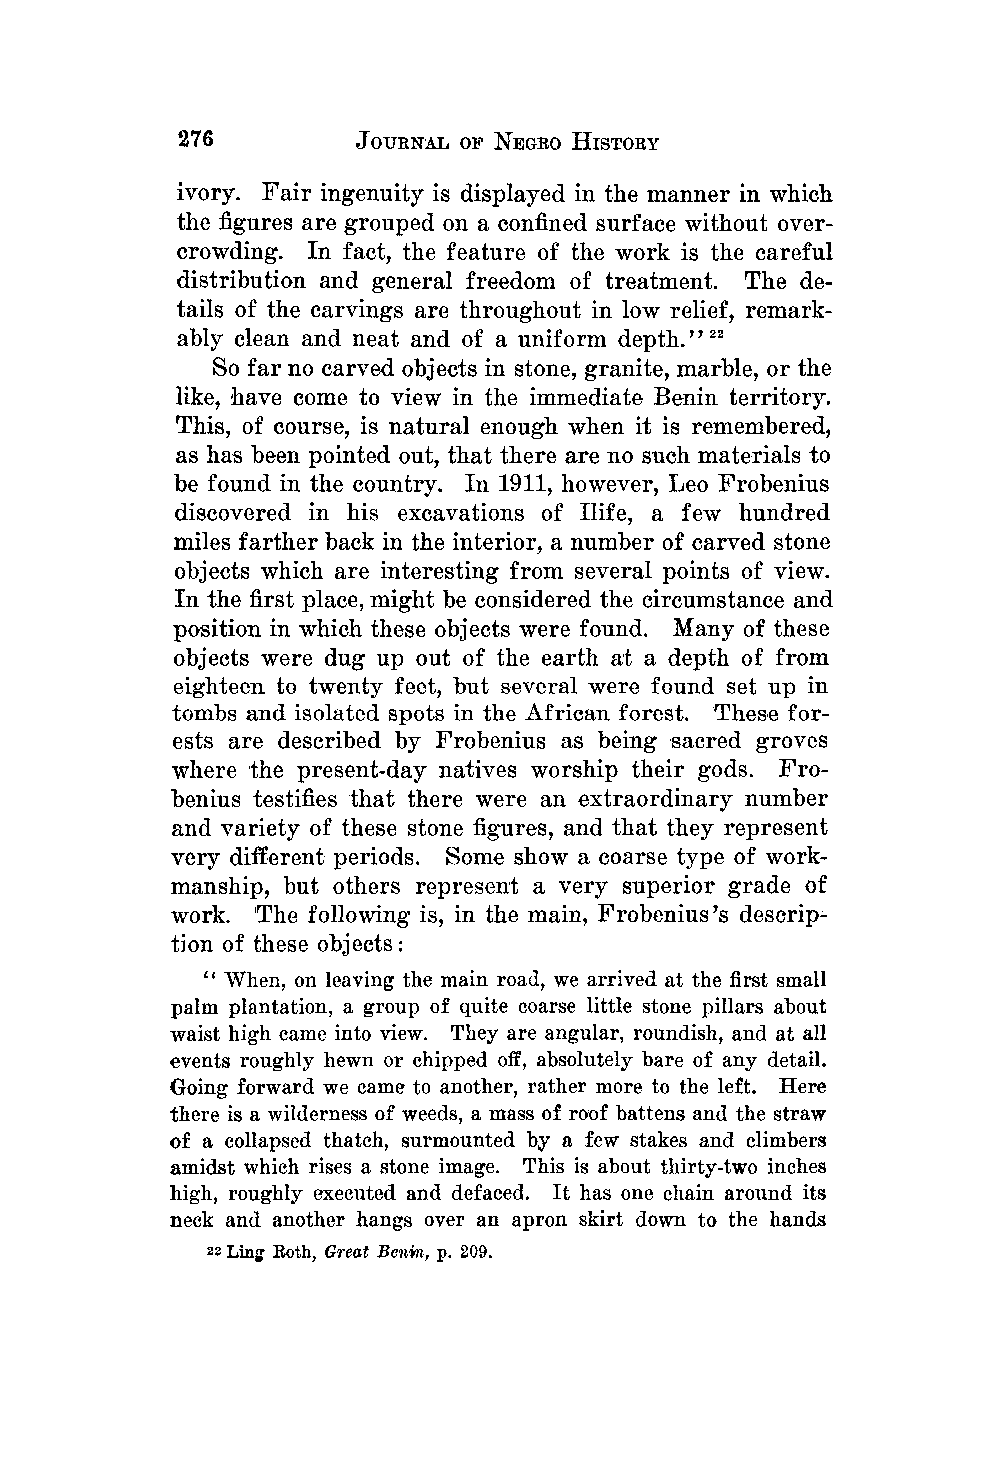 276 JOURNAL OF NEGRO HISTORY
ivory. Fair ingenuity is displayed in the manner in which
the figures are grouped on a confined surface without over-
crowding. In fact, the feature of the work is the careful
distribution and general freedom of treatment. The de-
tails of the carvings are throughout in low relief, remark-
ably clean and neat and of a uniform depth." 22
So far no carved objects in stone, granite, marble, or the
like, have come to view in the immediate Benin territory.
This, of course, is natural enough when it is remembered,
as has been pointed out, that there are no such materials to
be found in the country. In 1911, however, Leo Frobenius
discovered in his excavations of Ilife, a few hundred
miles farther back in the interior, a number of carved stone
objects which are interesting from several points of view.
In the first place, might be considered the circumstance and
position in which these objects were found. Many of these
objects were dug up out of the earth at a depth of from
eighteen to twenty feet, but several were found set up in
tombs and isolated spots in the African forest. These for-
ests are described by Frobenius as being sacred groves
where the present-day natives worship their gods. Fro-
benius testifies that there were an extraordinary number
and variety of these stone figures, and that they represent
very different periods. Some show a coarse type of work-
manship, but others represent a very superior grade of
work. The following is, in the main, Frobenius's descrip-
tion of these objects:
" When, on leaving the main road, we arrived at the first small
palm plantation, a group of quite coarse little stone pillars about
waist high came into view. They are angular, roundish, and at all
events roughly hewn or chipped off, absolutely bare of any detail.
Going forward we came to another, rather more to the left. Here
there is a wilderness of weeds, a mass of roof battens and the straw
of a collapsed thatch, surmounted by a few stakes and climbers
amidst which rises a stone image. This is about thirty-two inches
high, roughly executed and defaced. It has one chain around its
neck and another hangs over an apron skirt down to the hands
22 Ling Roth, Great Benin, p. 209.